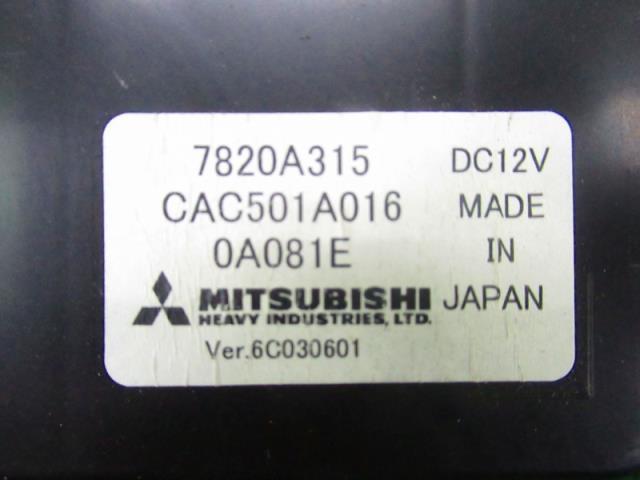 7820A315 DC12V
CAC501A016 MADE
0A081E IN
MITSUBISHI JAPAN
HEAVY INDUSTRIES, LTD.
Ver.6C030601